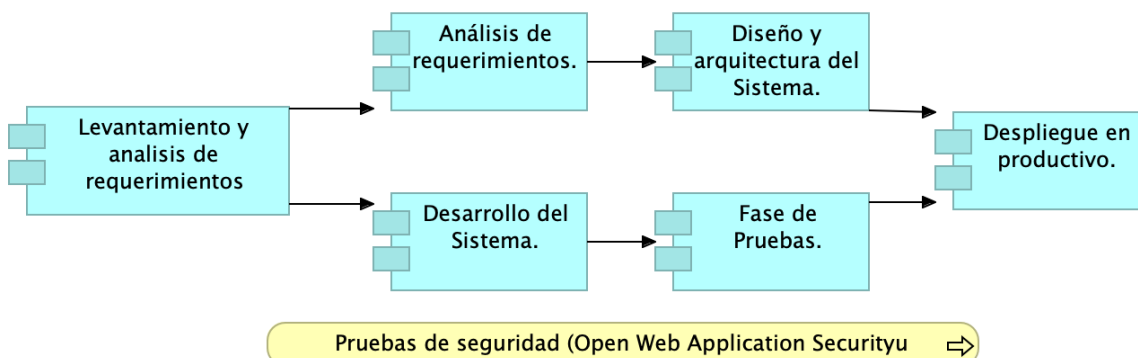 Levantamiento y
analisis de
requerimientos
Análisis de
requerimientos.
Diseño y
arquitectura del
Sistema.
Desarrollo del
Sistema.
Fase de
Pruebas.
Despliegue en
productivo.
Pruebas de seguridad (Open Web Application Securityu